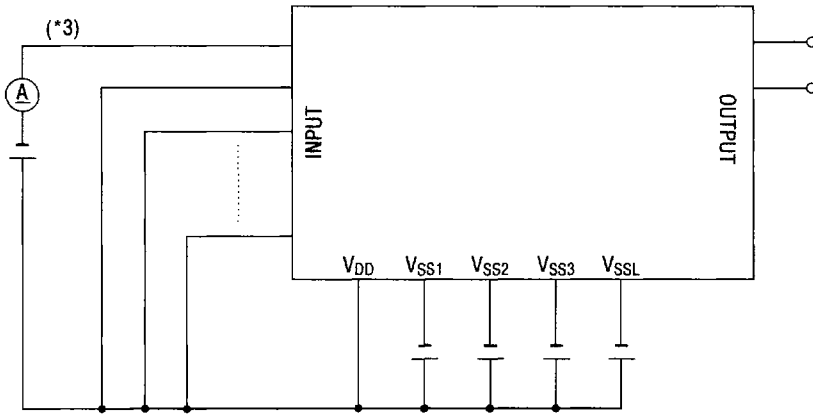 (*3)
A
INPUT
OUTPUT
VDD VSS1 VSS2 VSS3 VSSL